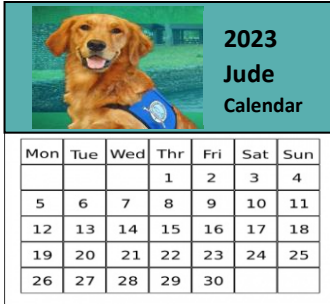 2023
Jude
Calendar
Mon Tue Wed Thr Fri Sat Sun
1 2 3 4
5 6 7 8 9 10 11
12 13 14 15 16 17 18
19 20 21 22 23 24 25
26 27 28 29 30